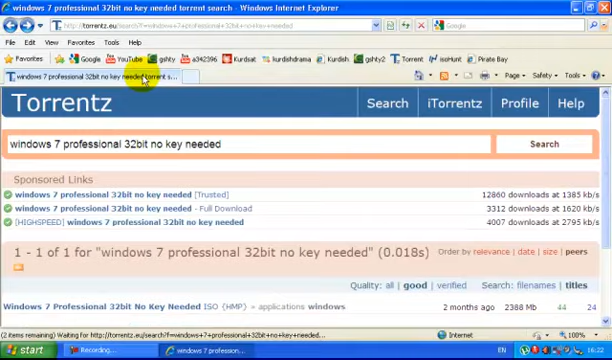 windows 7 professional 32bit no key needed torrent search - Windows Internet Explorer
http://torrentz.eu/search?f=windows+7+professional+32bit+no+key+needed
Google
File Edit View Favorites Tools Help
Favorites Google YouTube gshty a342396 Kurdsat kurdishdrama Kurdish gshty2 Torrent isoHunt Pirate Bay
windows 7 professional 32bit no key needed torrent s... Page Safety Tools
Torrentz Search iTorrentz Profile Help
windows 7 professional 32bit no key needed Search
Sponsored Links
windows 7 professional 32bit no key needed [Trusted] 12860 downloads at 1385 kb/s
windows 7 professional 32bit no key needed - Full Download 3312 downloads at 1620 kb/s
[HIGHSPEED] windows 7 professional 32bit no key needed 4007 downloads at 2795 kb/s
1 - 1 of 1 for "windows 7 professional 32bit no key needed" (0.018s) Order by relevance | date | size | peers
Quality: all | good | verified Search: filenames | titles
Windows 7 Professional 32Bit No Key Needed ISO {HMP} » applications windows 2 months ago 2388 Mb 44 24
(2 items remaining) Waiting for http://torrentz.eu/search?f=windows+7+professional+32bit+no+key+needed... Internet 100%
start Recording... windows 7 profession... EN 16:22